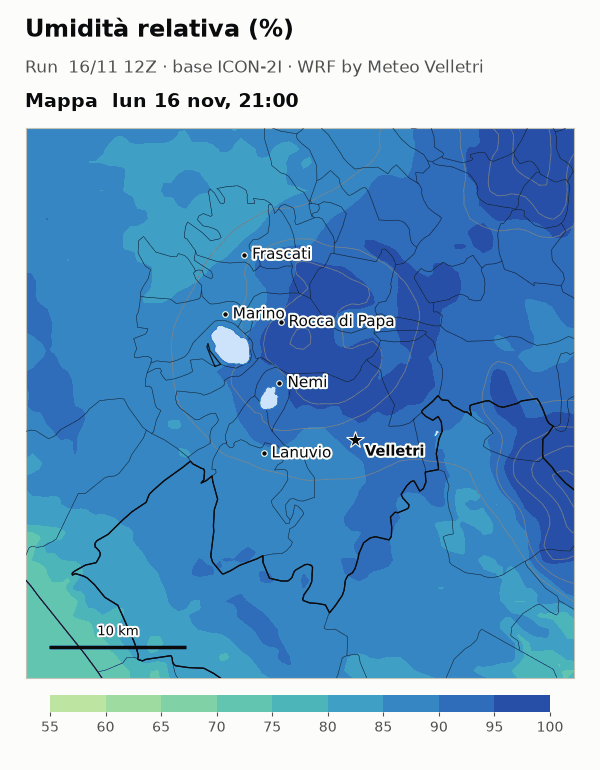 Umidità relativa (%)
Run  16/11 12Z · base ICON-2I · WRF by Meteo Velletri
Mappa  lun 16 nov, 21:00
Frascati
Marino
Rocca di Papa
Nemi
Velletri
Lanuvio
10 km
55 60 65 70 75 80 85 90 95 100